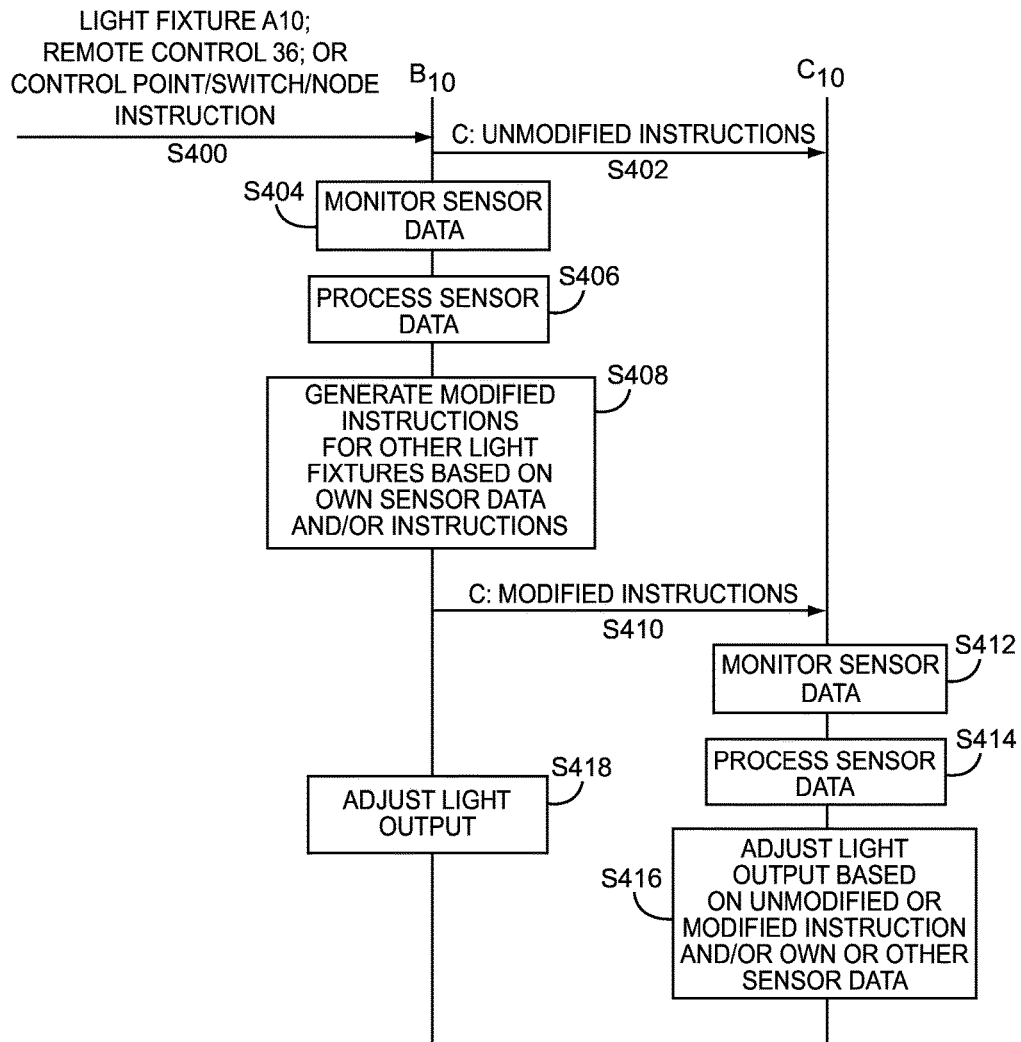 LIGHT FIXTURE A10;
REMOTE CONTROL 36; OR
CONTROL POINT/SWITCH/NODE
INSTRUCTION
S400
B10
C10
C: UNMODIFIED INSTRUCTIONS
S402
S404
MONITOR SENSOR
DATA
S406
PROCESS SENSOR
DATA
S408
GENERATE MODIFIED
INSTRUCTIONS
FOR OTHER LIGHT
FIXTURES BASED ON
OWN SENSOR DATA
AND/OR INSTRUCTIONS
C: MODIFIED INSTRUCTIONS
S410
S412
MONITOR SENSOR
DATA
S414
PROCESS SENSOR
DATA
S418
ADJUST LIGHT
OUTPUT
S416
ADJUST LIGHT
OUTPUT BASED
ON UNMODIFIED OR
MODIFIED INSTRUCTION
AND/OR OWN OR OTHER
SENSOR DATA